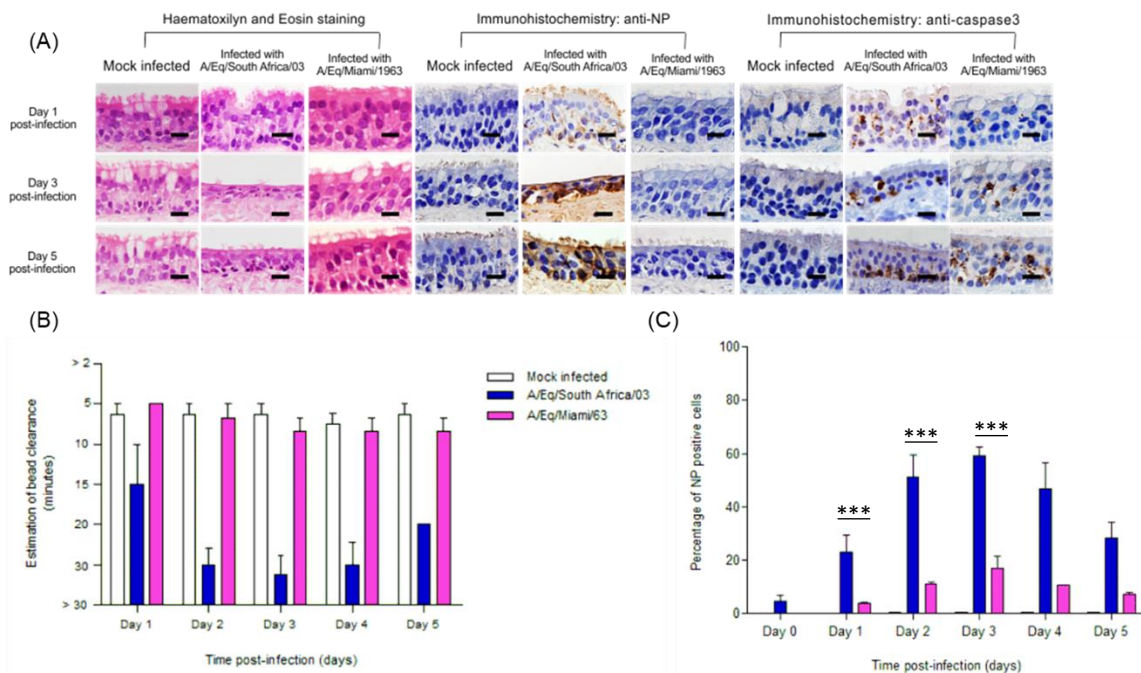 Haematoxilyn and Eosin staining
Immunohistochemistry: anti-NP
Immunohistochemistry: anti-caspase3
(A)
Mock infected
Infected with
A/Eq/South Africa/03
Infected with
A/Eq/Miami/1963
Mock infected
Infected with
A/Eq/South Africa/03
Infected with
A/Eq/Miami/1963
Mock infected
Infected with
A/Eq/South Africa/03
Infected with
A/Eq/Miami/1963
Day 1
post-infection
Day 3
post-infection
Day 5
post-infection
(B)
Estimation of bead clearance
(minutes)
> 2
5
10
15
20
30
> 30
Day 1
Day 2
Day 3
Day 4
Day 5
Time post-infection (days)
Mock infected
A/Eq/South Africa/03
A/Eq/Miami/63
(C)
Percentage of NP positive cells
100
80
60
40
20
0
***
***
***
Day 0
Day 1
Day 2
Day 3
Day 4
Day 5
Time post-infection (days)